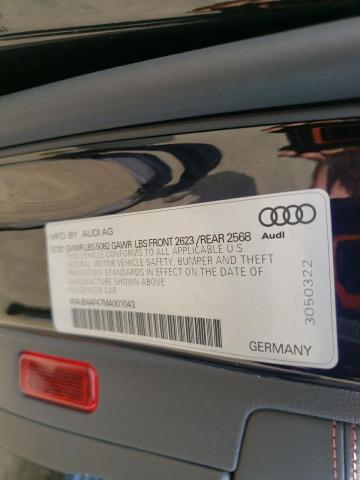 MFD. BY AUDI AG
07/20 GVWR LBS 5082 GAWR LBS FRONT 2623 /REAR 2568
THIS VEHICLE CONFORMS TO ALL APPLICABLE U.S.
FEDERAL MOTOR VEHICLE SAFETY, BUMPER AND THEFT
PREVENTION STANDARDS IN EFFECT ON THE DATE OF
MANUFACTURE SHOWN ABOVE
PASSENGER CAR
WAUB4AF47MA001043
Audi
3050322
GERMANY